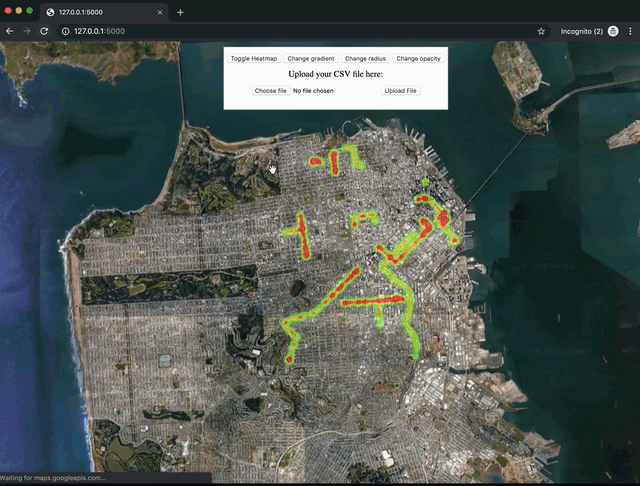 127.0.0.1:5000
127.0.0.1:5000
Incognito (2)
Toggle Heatmap Change gradient Change radius Change opacity
Upload your CSV file here:
Choose file No file chosen Upload File
Waiting for maps.googleapis.com...